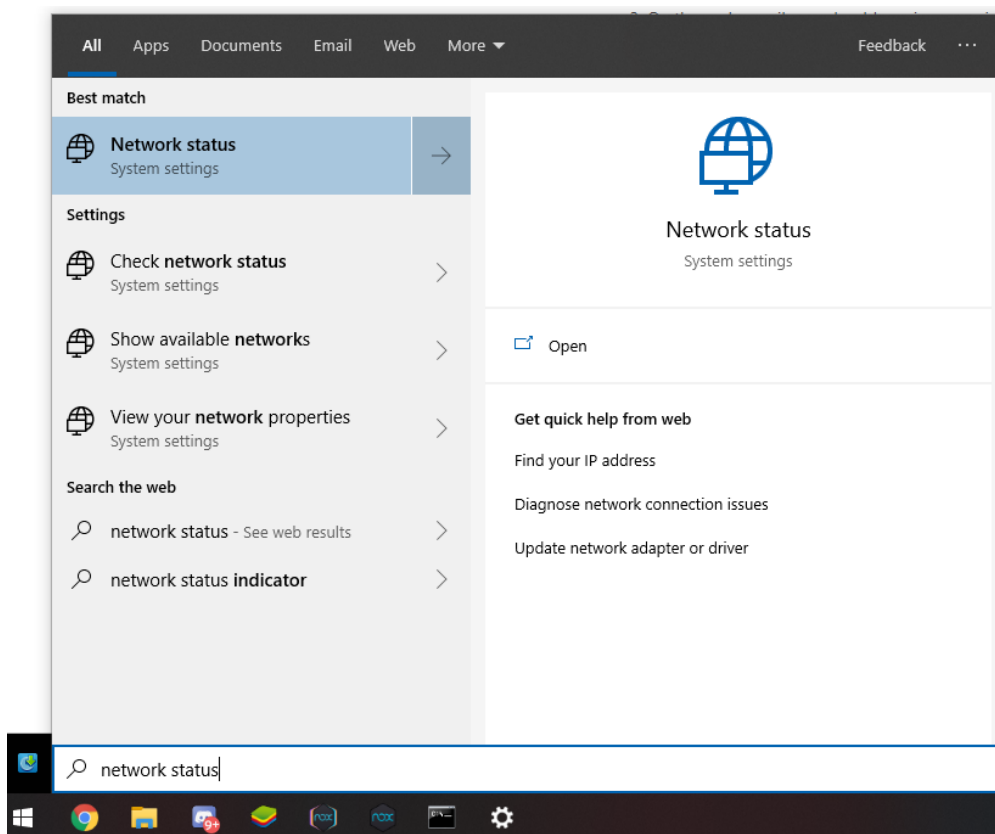 All Apps Documents Email Web More Feedback ...
Best match
Network status
System settings
Settings
Check network status
System settings
Show available networks
System settings
View your network properties
System settings
Search the web
network status - See web results
network status indicator
Network status
System settings
Open
Get quick help from web
Find your IP address
Diagnose network connection issues
Update network adapter or driver
network status
9+
nox
nox
C:\